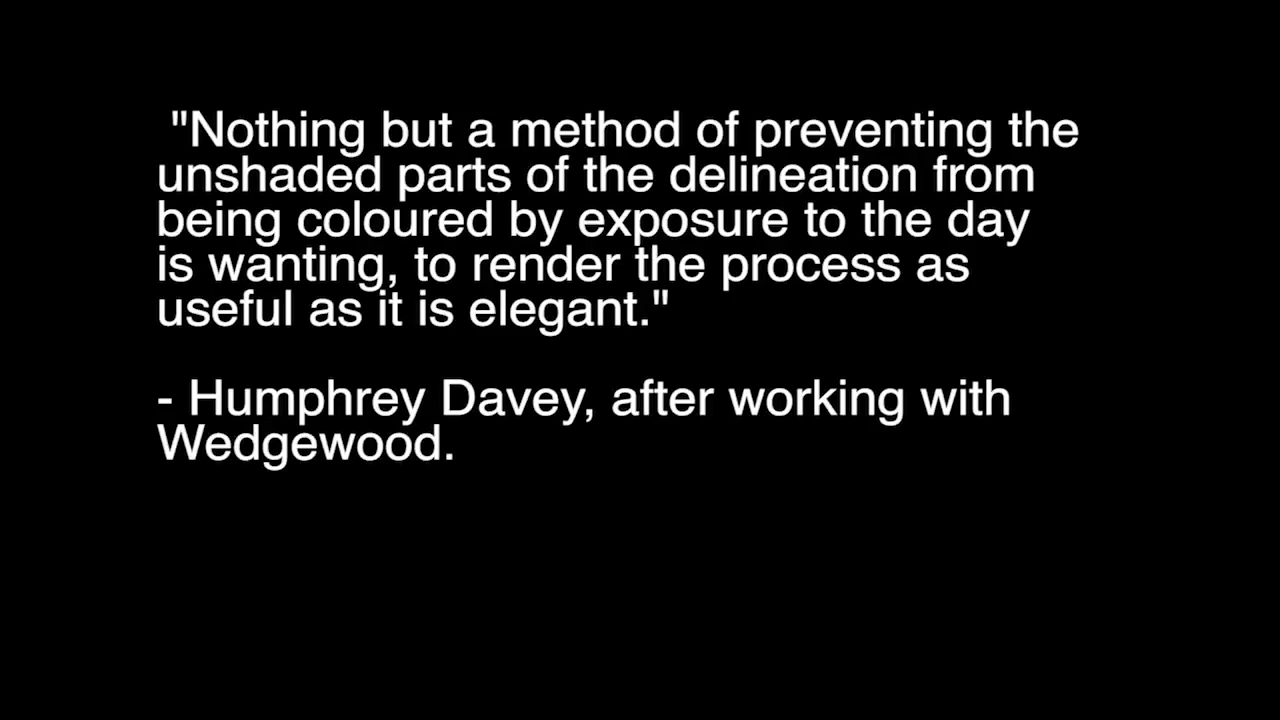 "Nothing but a method of preventing the
unshaded parts of the delineation from
being coloured by exposure to the day
is wanting, to render the process as
useful as it is elegant."
- Humphrey Davey, after working with
Wedgewood.